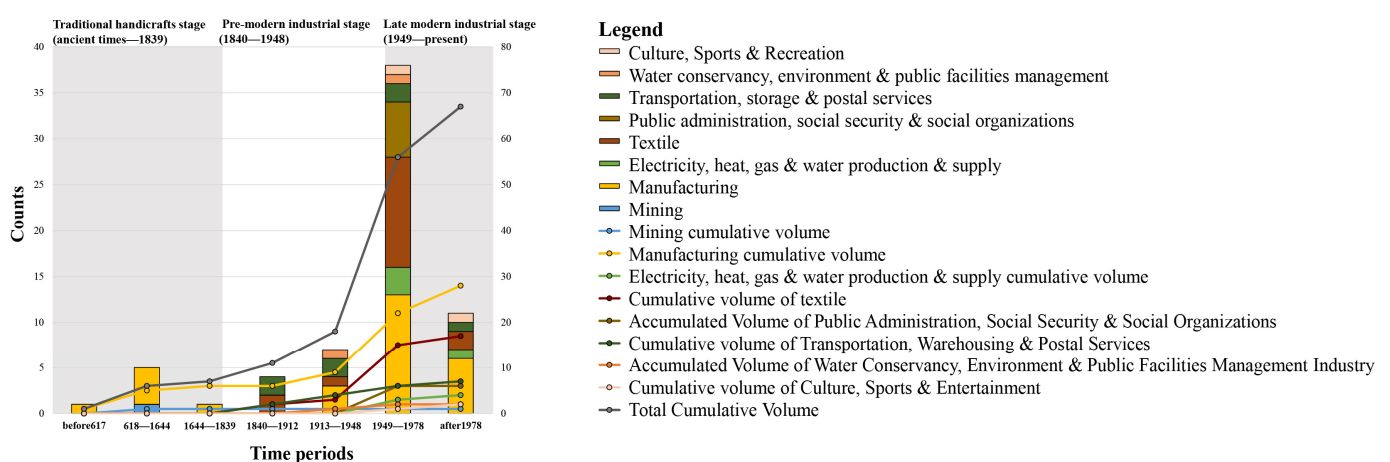 Traditional handicrafts stage
(ancient times—1839)
Pre-modern industrial stage
(1840—1948)
Late modern industrial stage
(1949—present)
40
35
30
25
20
15
10
5
0
Counts
80
70
60
50
40
30
20
10
0
before617
618—1644
1644—1839
1840—1912
1913—1948
1949—1978
after1978
Time periods
Legend
Culture, Sports & Recreation
Water conservancy, environment & public facilities management
Transportation, storage & postal services
Public administration, social security & social organizations
Textile
Electricity, heat, gas & water production & supply
Manufacturing
Mining
Mining cumulative volume
Manufacturing cumulative volume
Electricity, heat, gas & water production & supply cumulative volume
Cumulative volume of textile
Accumulated Volume of Public Administration, Social Security & Social Organizations
Cumulative volume of Transportation, Warehousing & Postal Services
Accumulated Volume of Water Conservancy, Environment & Public Facilities Management Industry
Cumulative volume of Culture, Sports & Entertainment
Total Cumulative Volume